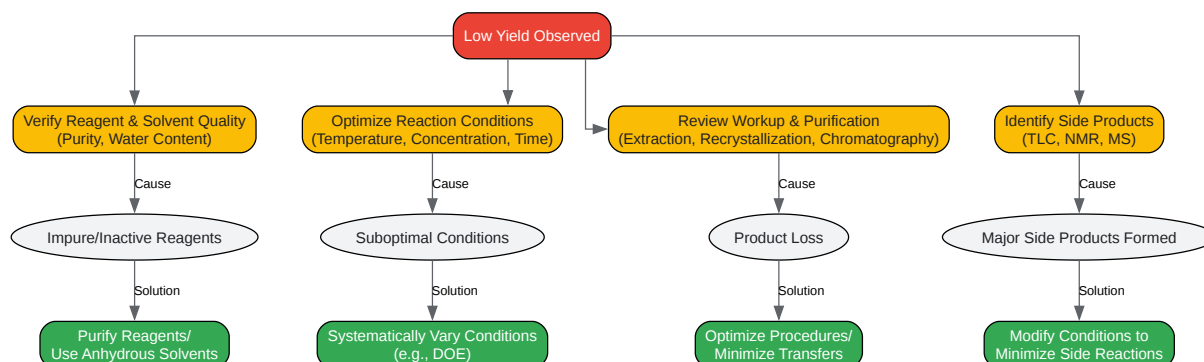 Low Yield Observed
Verify Reagent & Solvent Quality
(Purity, Water Content)
Optimize Reaction Conditions
(Temperature, Concentration, Time)
Review Workup & Purification
(Extraction, Recrystallization, Chromatography)
Identify Side Products
(TLC, NMR, MS)
Cause
Cause
Cause
Cause
Impure/Inactive Reagents
Suboptimal Conditions
Product Loss
Major Side Products Formed
Solution
Solution
Solution
Solution
Purify Reagents/
Use Anhydrous Solvents
Systematically Vary Conditions
(e.g., DOE)
Optimize Procedures/
Minimize Transfers
Modify Conditions to
Minimize Side Reactions